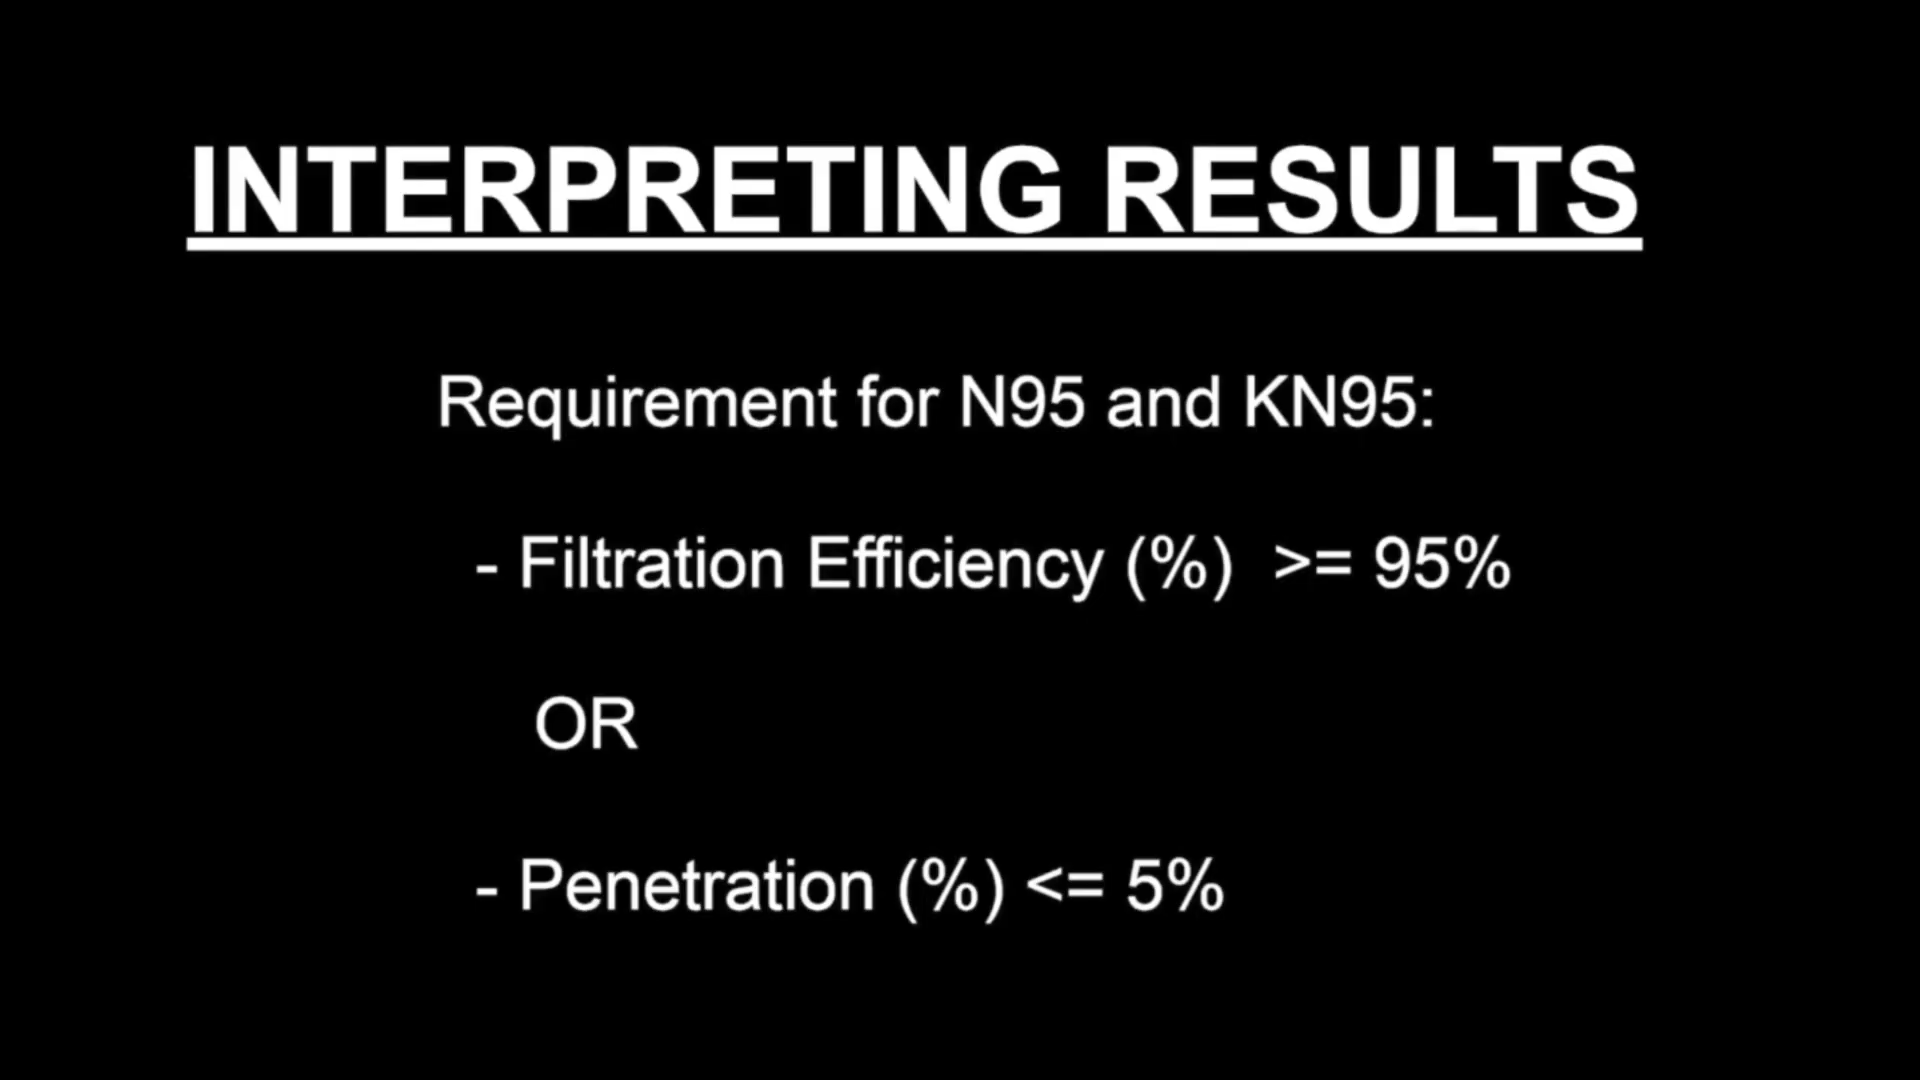 INTERPRETING RESULTS
Requirement for N95 and KN95:
- Filtration Efficiency (%)  >= 95%
OR
- Penetration (%) <= 5%